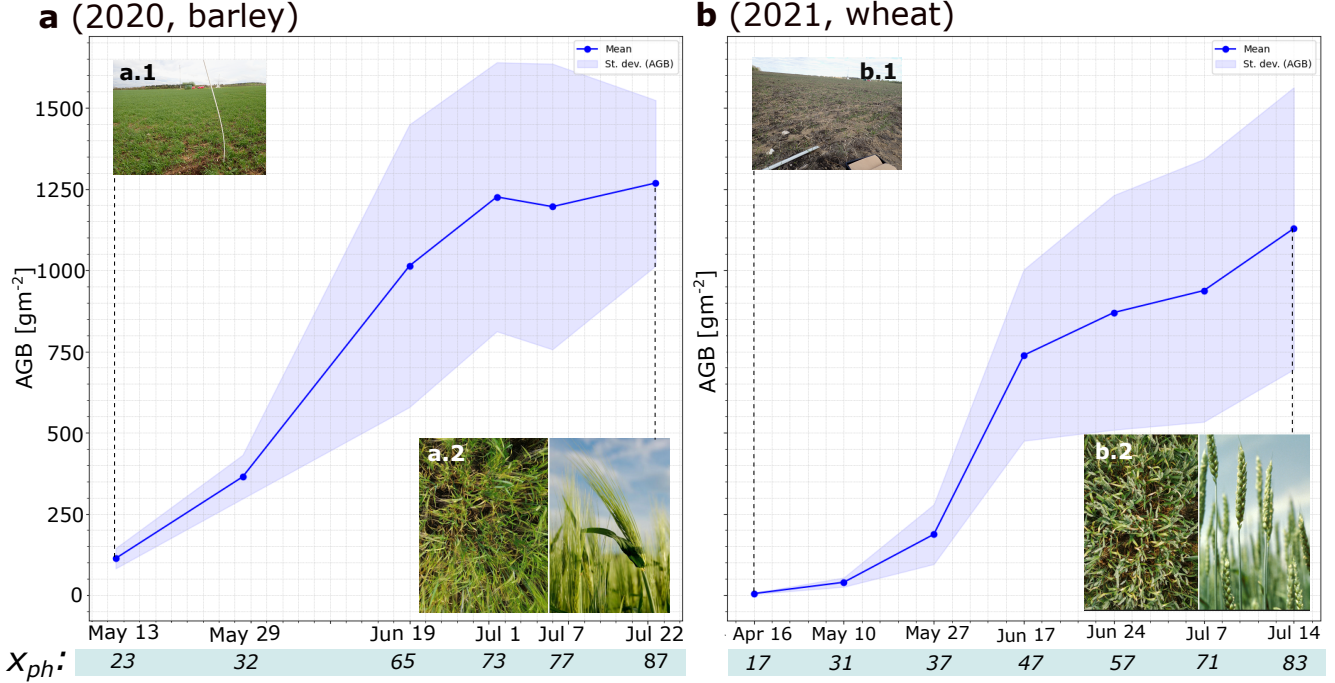 a (2020, barley)
b (2021, wheat)
Mean
St. dev. (AGB)
a.1
1500
1250
1000
750
500
250
0
AGB [gm⁻²]
a.2
May 13
May 29
Jun 19
Jul 1
Jul 7
Jul 22
Mean
St. dev. (AGB)
b.1
AGB [gm⁻²]
b.2
Apr 16
May 10
May 27
Jun 17
Jun 24
Jul 7
Jul 14
xph: 23 32 65 73 77 87
17 31 37 47 57 71 83